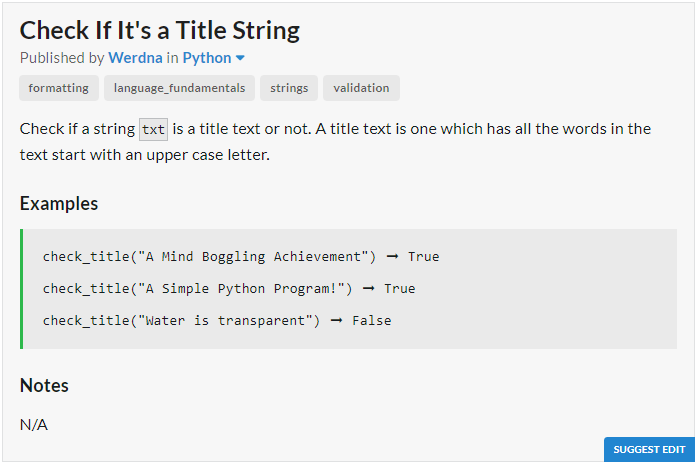 Check If It's a Title String
Published by Werdna in Python
formatting language_fundamentals strings validation
Check if a string txt is a title text or not. A title text is one which has all the words in the
text start with an upper case letter.
Examples
check_title("A Mind Boggling Achievement") ➞ True
check_title("A Simple Python Program!") ➞ True
check_title("Water is transparent") ➞ False
Notes
N/A
SUGGEST EDIT